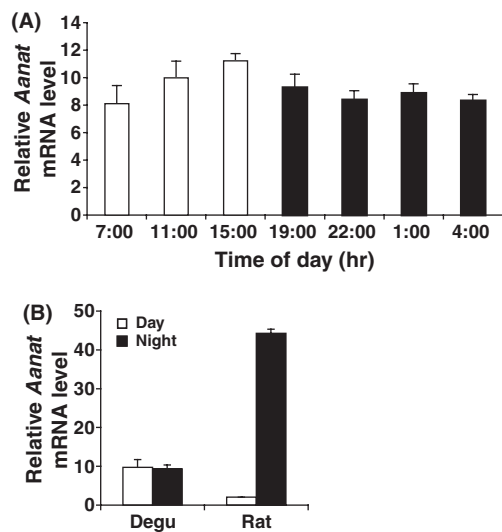 (A)
Relative Aanat
mRNA level
14
12
10
8
6
4
2
0
7:00 11:00 15:00 19:00 22:00 1:00 4:00
Time of day (hr)
(B)
Relative Aanat
mRNA level
50
40
30
20
10
0
Day
Night
Degu Rat